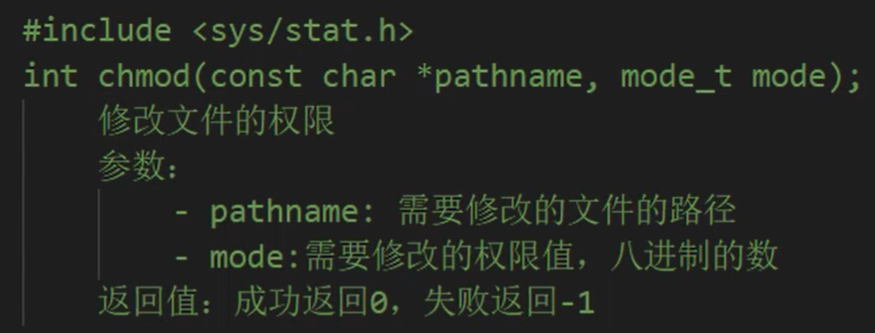 #include <sys/stat.h>
int chmod(const char *pathname, mode_t mode);
修改文件的权限
参数：
- pathname: 需要修改的文件的路径
- mode:需要修改的权限值，八进制的数
返回值：成功返回0，失败返回-1